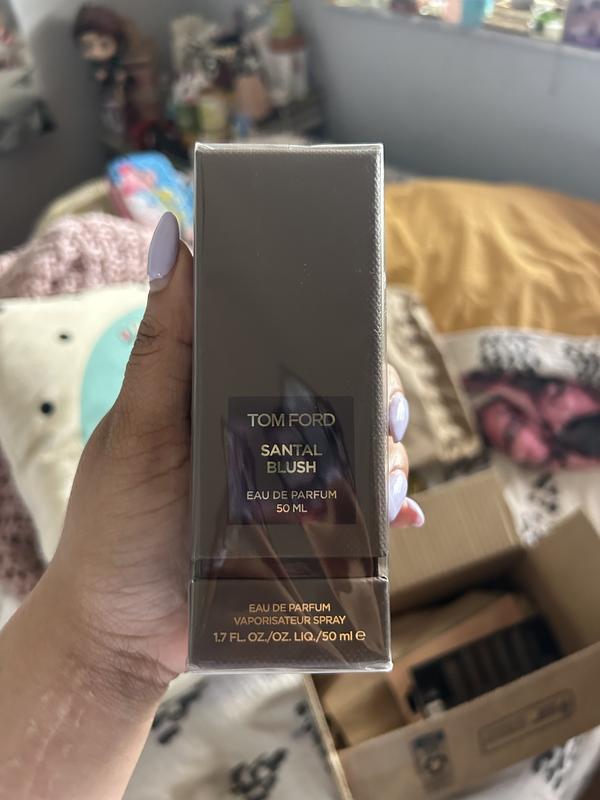 TOM FORD
SANTAL
BLUSH
EAU DE PARFUM
50 ML
EAU DE PARFUM
VAPORISATEUR SPRAY
1.7 FL. OZ./OZ. LIQ./50 ml ℮